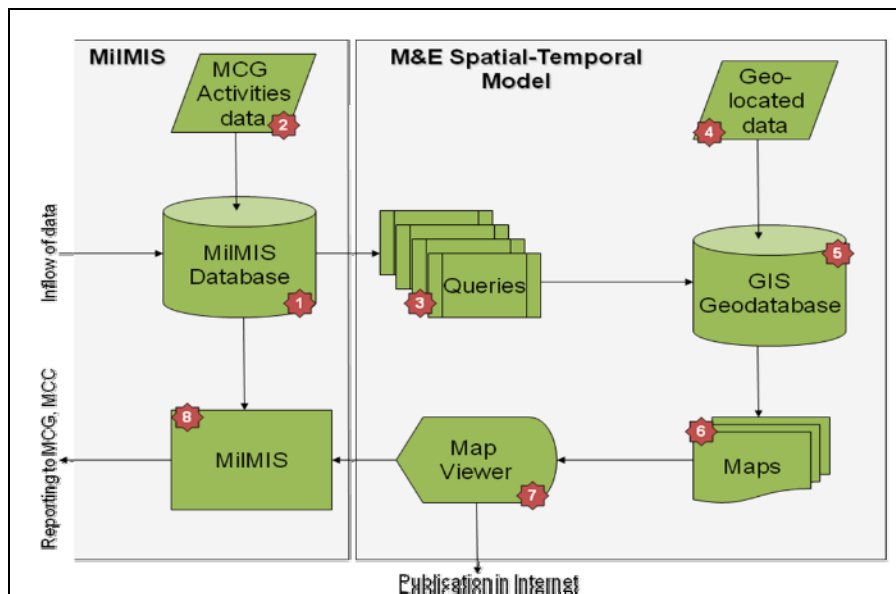 MilMIS
M&E Spatial-Temporal
Model
MCG
Activities
data
2
Geo-
located
data
4
Inflow of data
MilMIS
Database
1
Queries
3
GIS
Geodatabase
5
Reporting to MCG, MCC
MilMIS
8
Map
Viewer
7
Maps
6
Publication in Internet